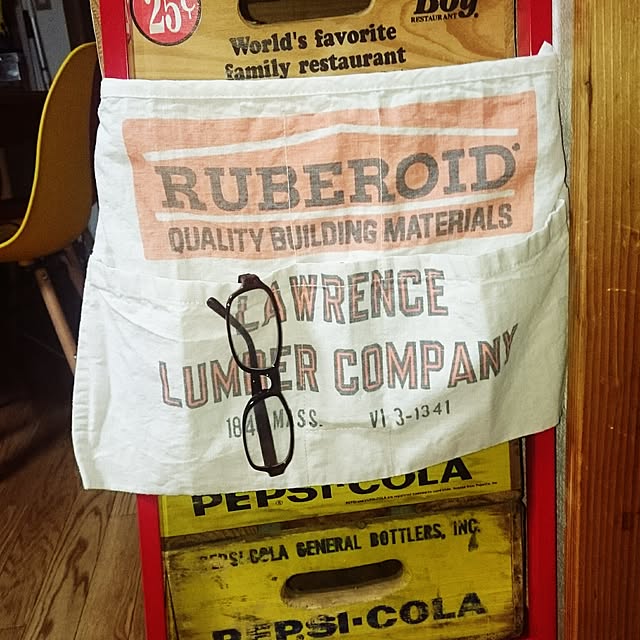 25¢
Boy
RESTAURANT
World's favorite
family restaurant
RUBEROID
QUALITY BUILDING MATERIALS
LAWRENCE
LUMBER COMPANY
MASS. VI 3-1341
PEPSI-COLA
PEPSI-COLA GENERAL BOTTLERS, INC.
PEPSI-COLA